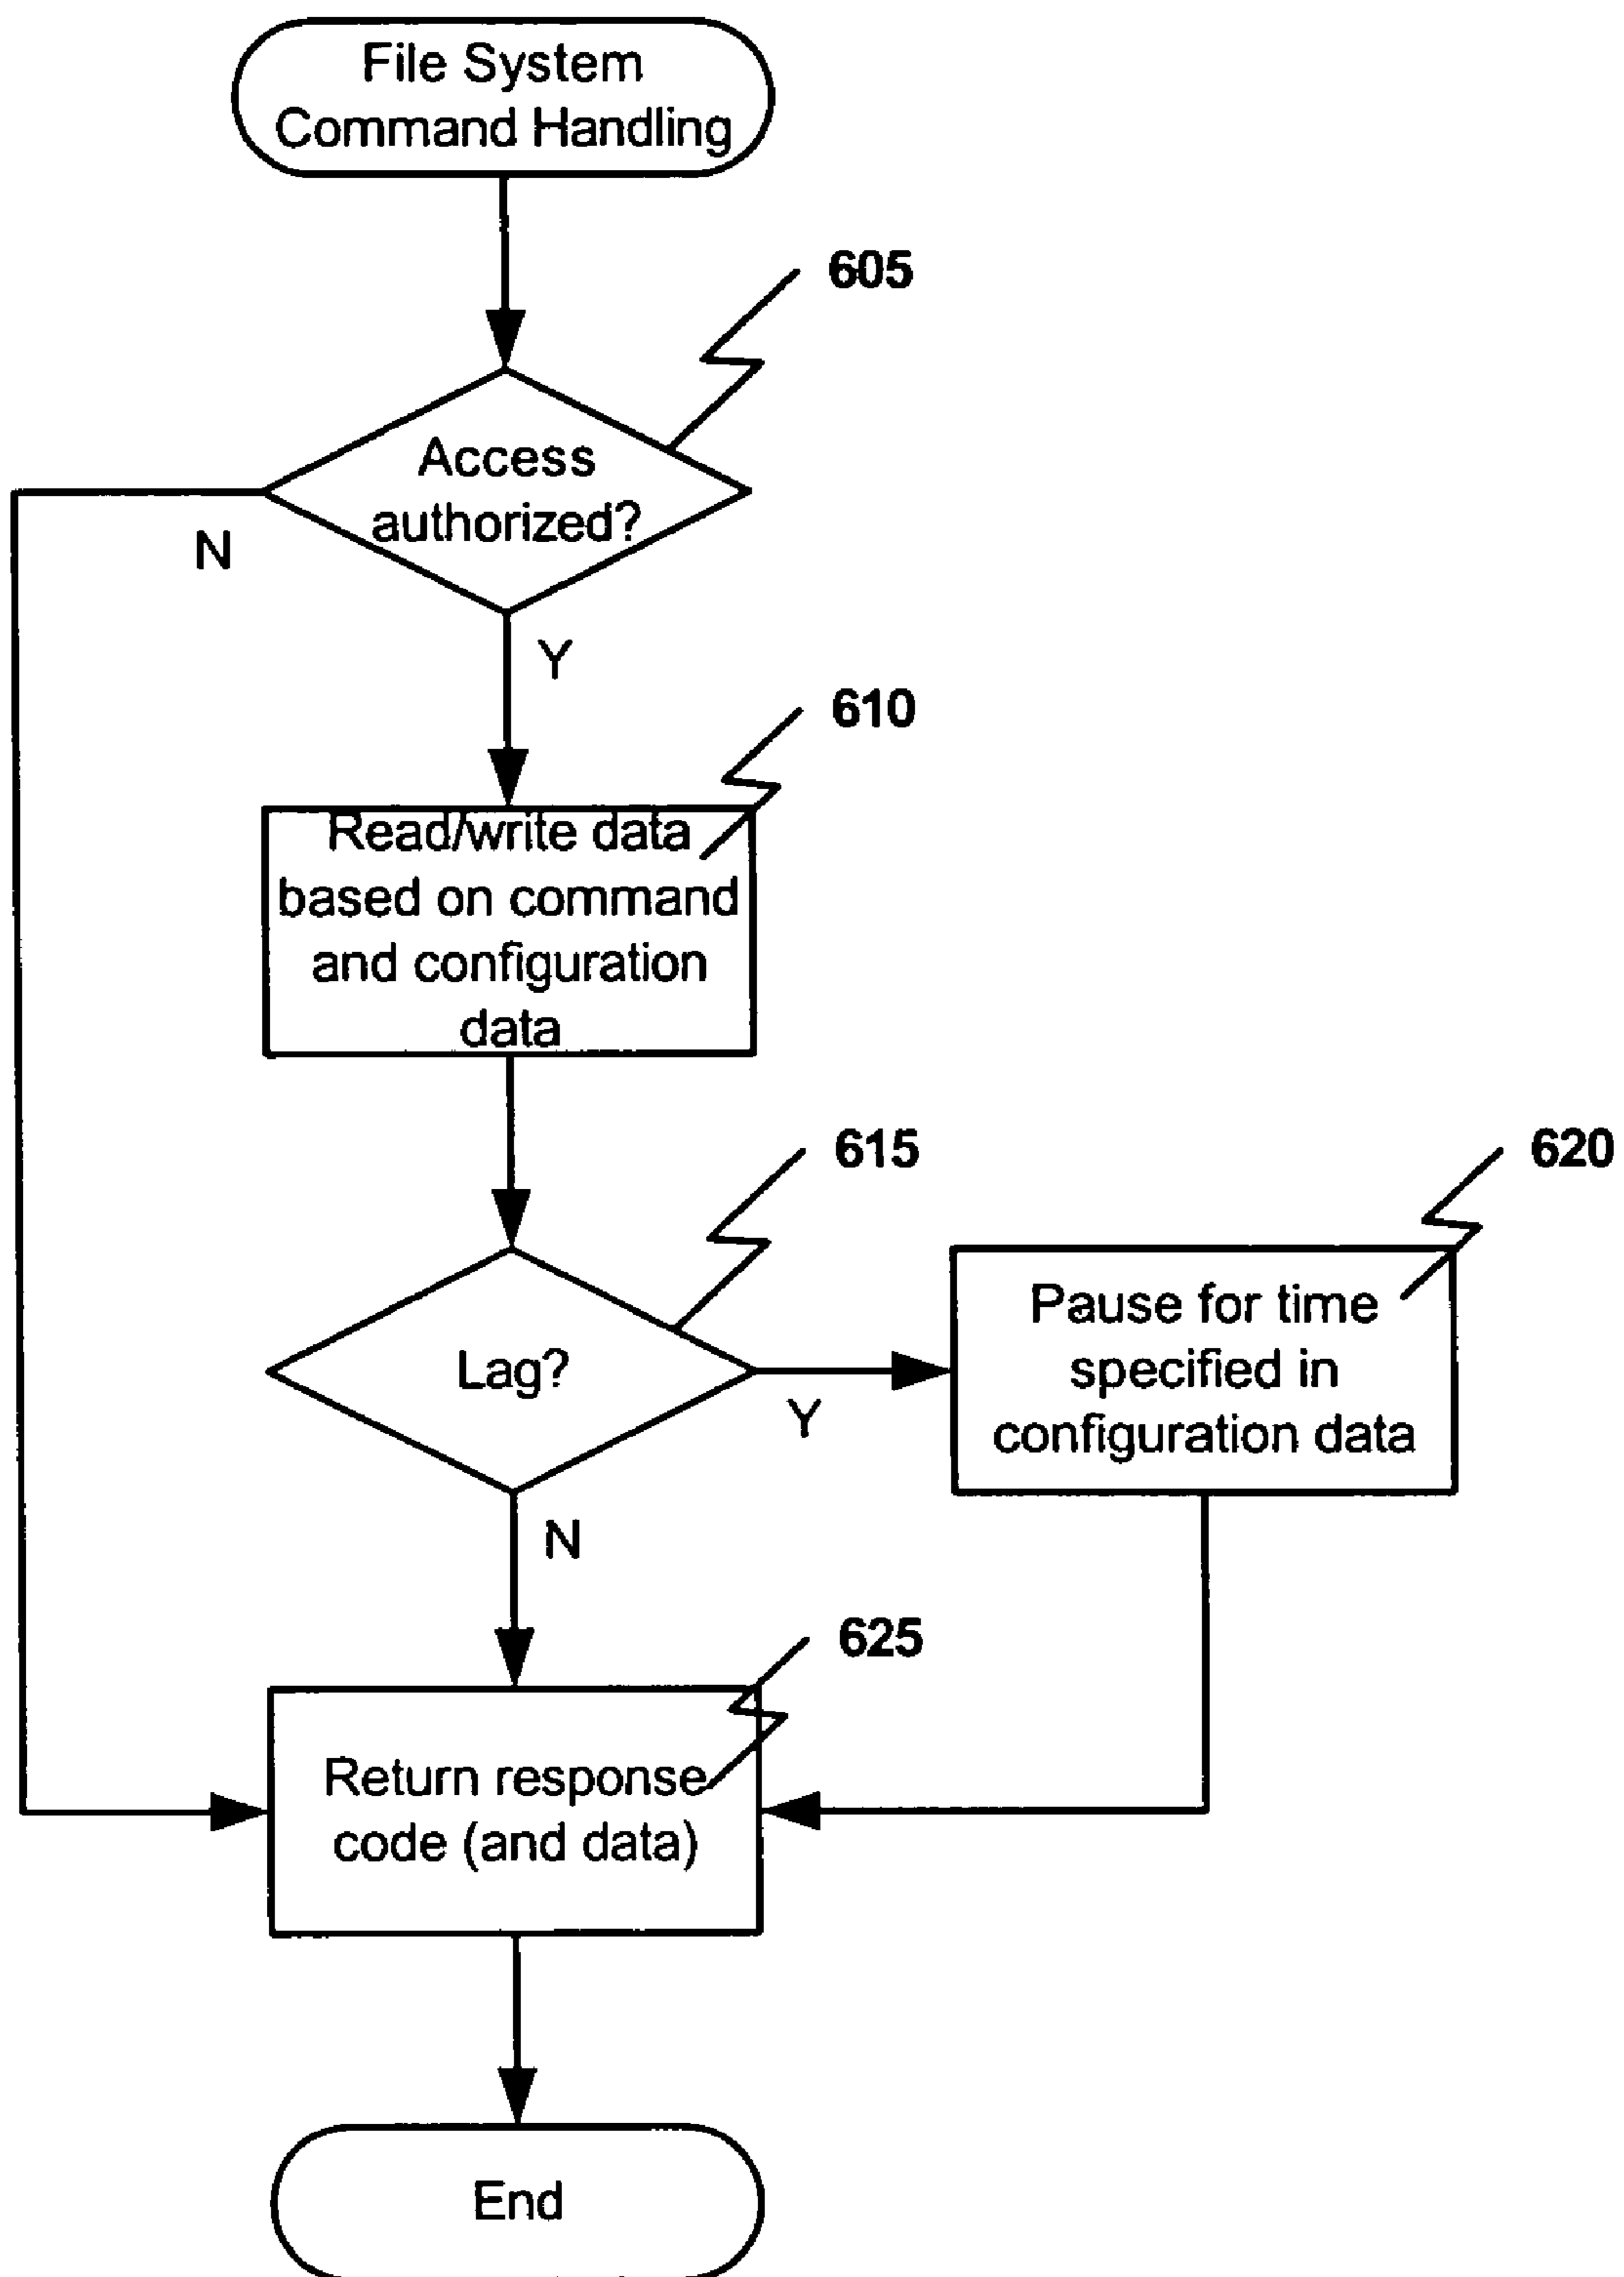 File System
Command Handling
605
Access
authorized?
N
Y
610
Read/write data
based on command
and configuration
data
615
620
Lag?
Pause for time
specified in
configuration data
Y
N
625
Return response
code (and data)
End